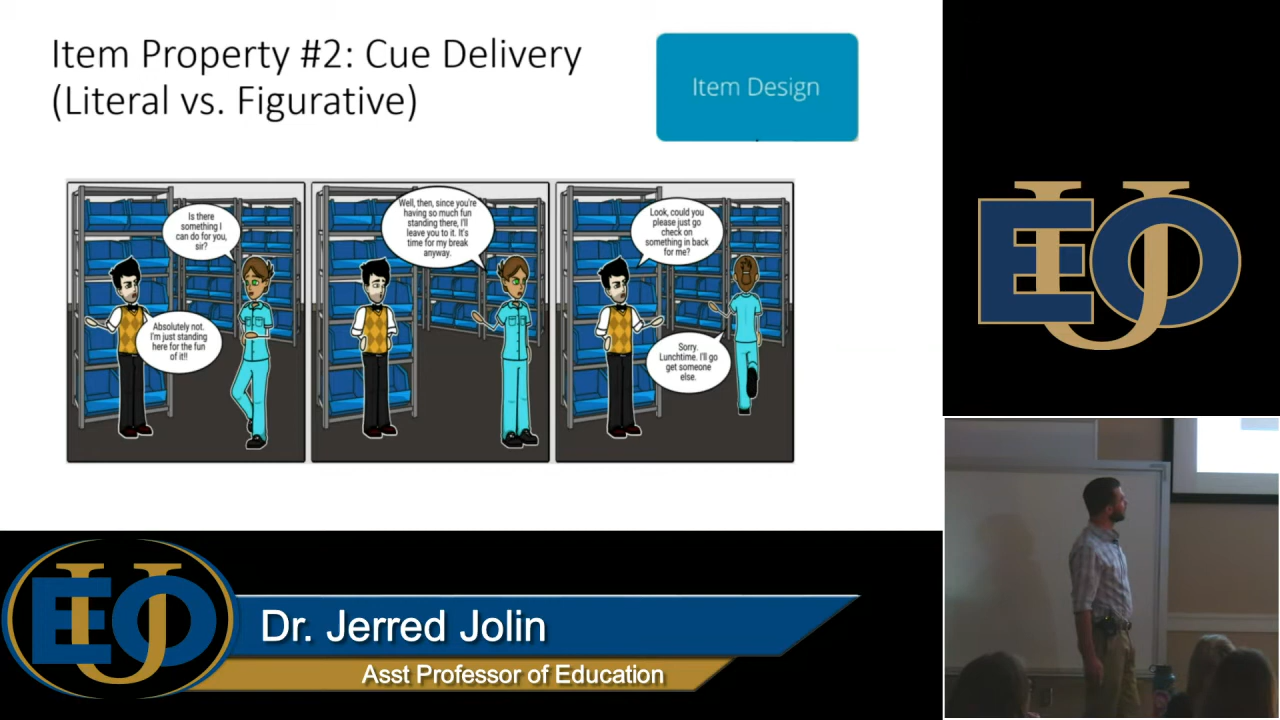 Item Property #2: Cue Delivery
(Literal vs. Figurative)
Item Design
Is there
something I
can do for you,
sir?
Absolutely not.
I'm just standing
here for the fun
of it!!
Well, then, since you're
having so much fun
standing there, I'll
leave you to it. It's
time for my break
anyway.
Look, could you
please just go
check on
something in back
for me?
Sorry.
Lunchtime. I'll go
get someone
else.
EOU
EOU
Dr. Jerred Jolin
Asst Professor of Education